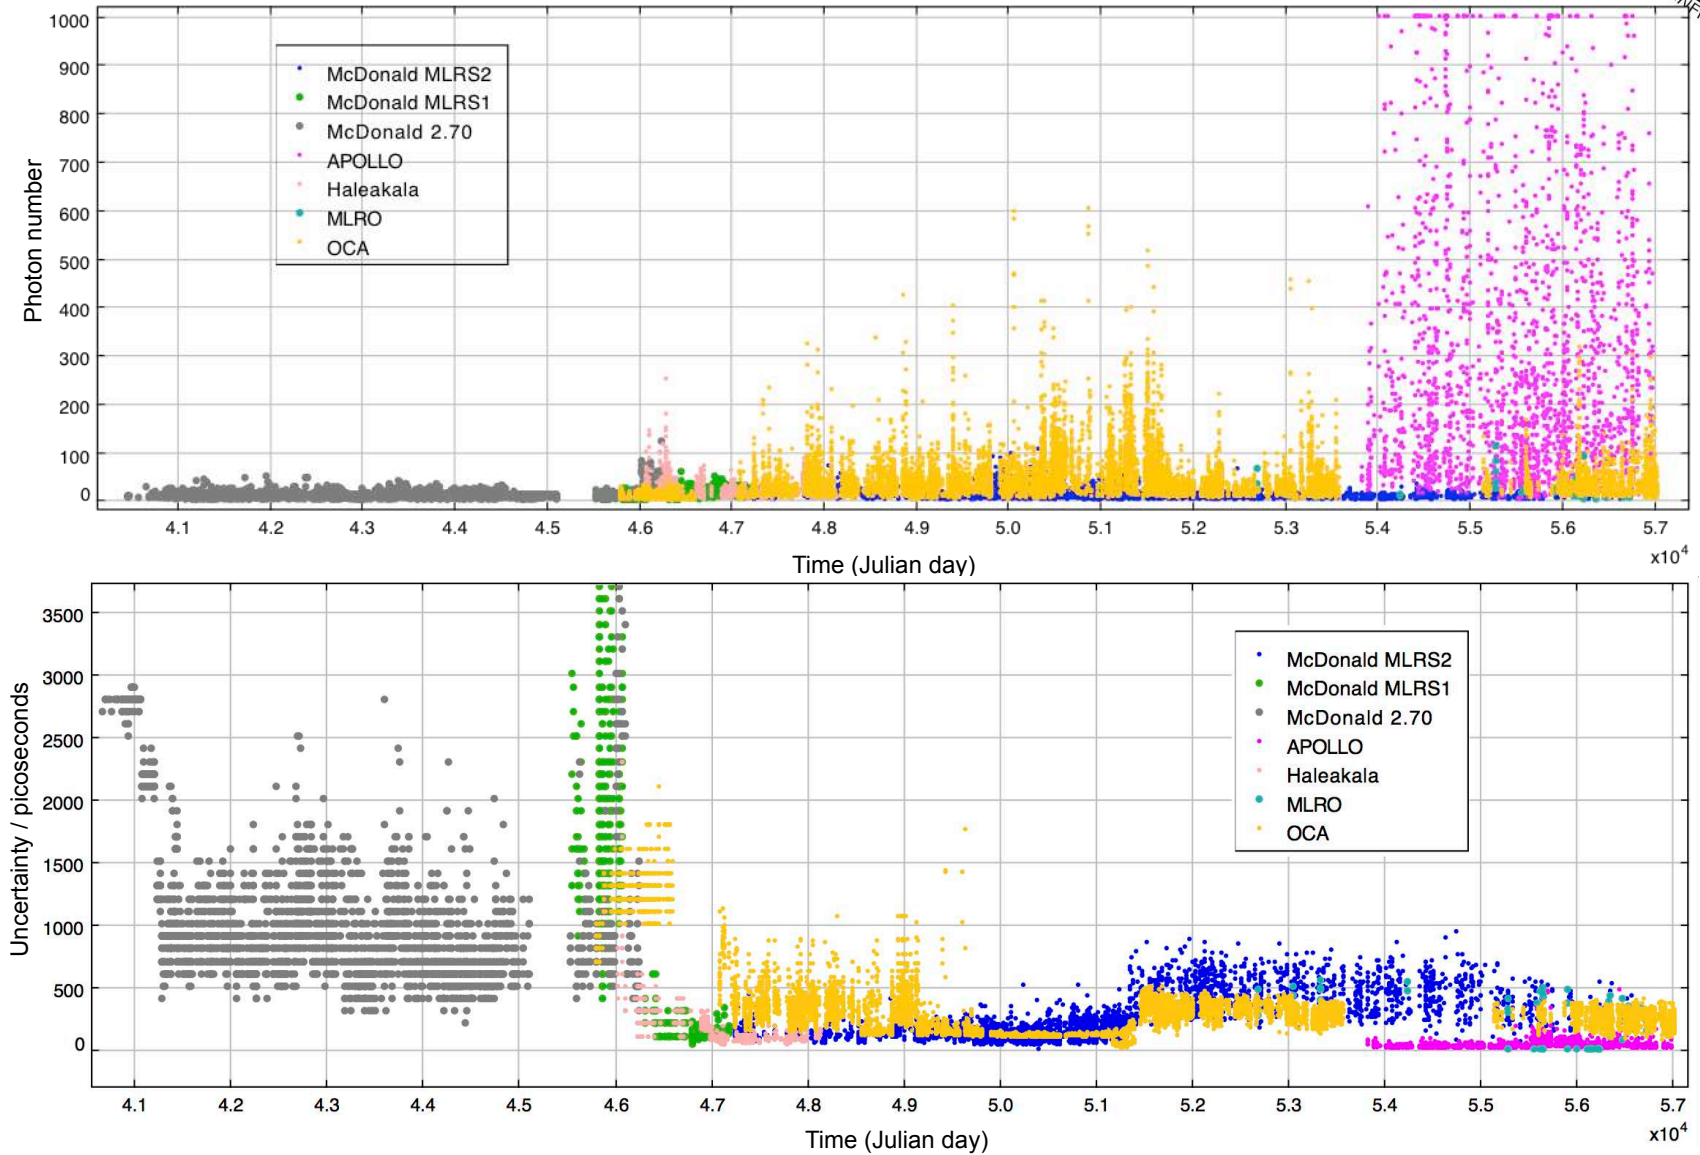 1000
900
800
700
600
500
400
300
200
100
0
Photon number
McDonald MLRS2
McDonald MLRS1
McDonald 2.70
APOLLO
Haleakala
MLRO
OCA
4.1 4.2 4.3 4.4 4.5 4.6 4.7 4.8 4.9 5.0 5.1 5.2 5.3 5.4 5.5 5.6 5.7
x10⁴
Time (Julian day)
3500
3000
2500
2000
1500
1000
500
0
Uncertainty / picoseconds
McDonald MLRS2
McDonald MLRS1
McDonald 2.70
APOLLO
Haleakala
MLRO
OCA
4.1 4.2 4.3 4.4 4.5 4.6 4.7 4.8 4.9 5.0 5.1 5.2 5.3 5.4 5.5 5.6 5.7
x10⁴
Time (Julian day)